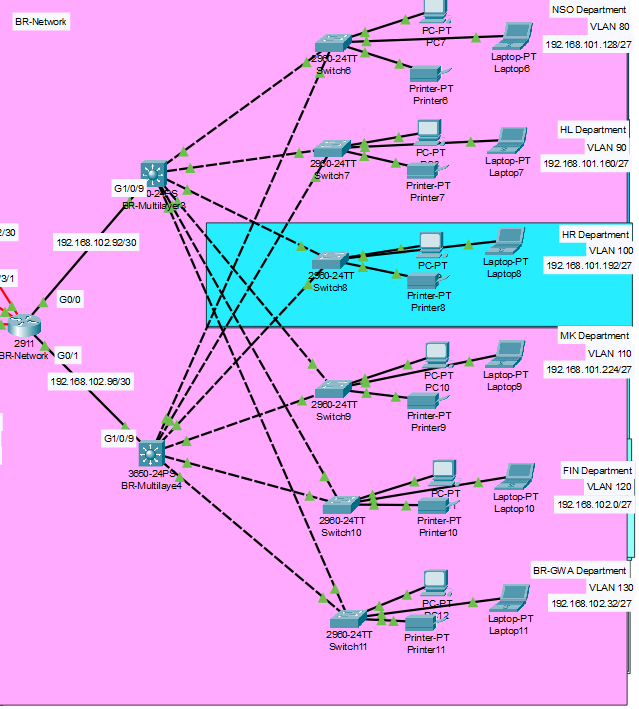 BR-Network
NSO Department
VLAN 80
192.168.101.128/27
PC-PT
PC7
Laptop-PT
Laptop6
2960-24TT
Switch6
Printer-PT
Printer6
HL Department
VLAN 90
192.168.101.160/27
PC-PT
Laptop-PT
Laptop7
2960-24TT
Switch7
Printer-PT
Printer7
G1/0/9
BR-Multilayer3
2/30
192.168.102.92/30
HR Department
VLAN 100
192.168.101.192/27
PC-PT
Laptop-PT
Laptop8
2960-24TT
Switch8
Printer-PT
Printer8
3/1
G0/0
2911
BR-Network
G0/1
192.168.102.96/30
MK Department
VLAN 110
192.168.101.224/27
PC-PT
PC10
Laptop-PT
Laptop9
2960-24TT
Switch9
Printer-PT
Printer9
G1/0/9
3650-24PS
BR-Multilaye4
FIN Department
VLAN 120
192.168.102.0/27
PC-PT
Laptop-PT
Laptop10
2960-24TT
Switch10
Printer-PT
Printer10
BR-GWA Department
VLAN 130
192.168.102.32/27
PC-PT
PC12
Laptop-PT
Laptop11
2960-24TT
Switch11
Printer-PT
Printer11